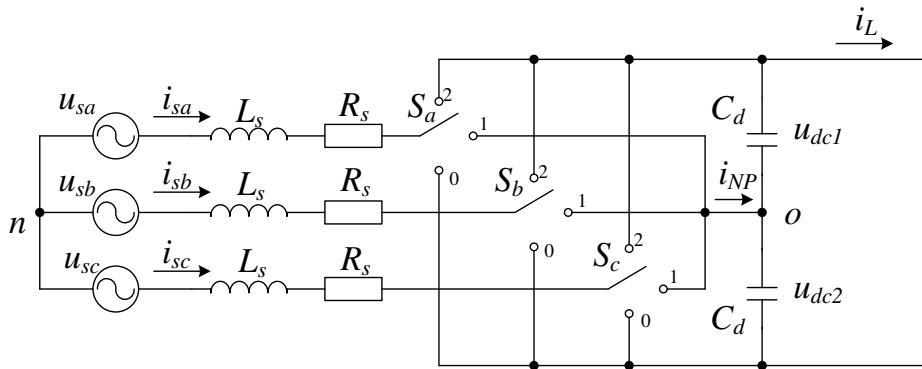 i_L
u_sa i_sa L_s R_s S_a 2 1 0 C_d u_dc1
u_sb i_sb L_s R_s S_b 2 1 0 i_NP
n o
u_sc i_sc L_s R_s S_c 2 1 0 C_d u_dc2